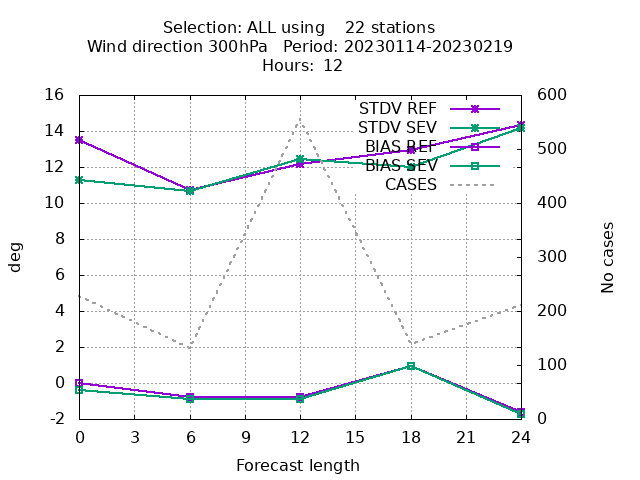 Selection: ALL using    22 stations
Wind direction 300hPa   Period: 20230114-20230219
Hours:  12
STDV REF
STDV SEV
BIAS REF
BIAS SEV
CASES
16
14
12
10
8
6
4
2
0
-2
deg
600
500
400
300
200
100
0
No cases
0 3 6 9 12 15 18 21 24
Forecast length